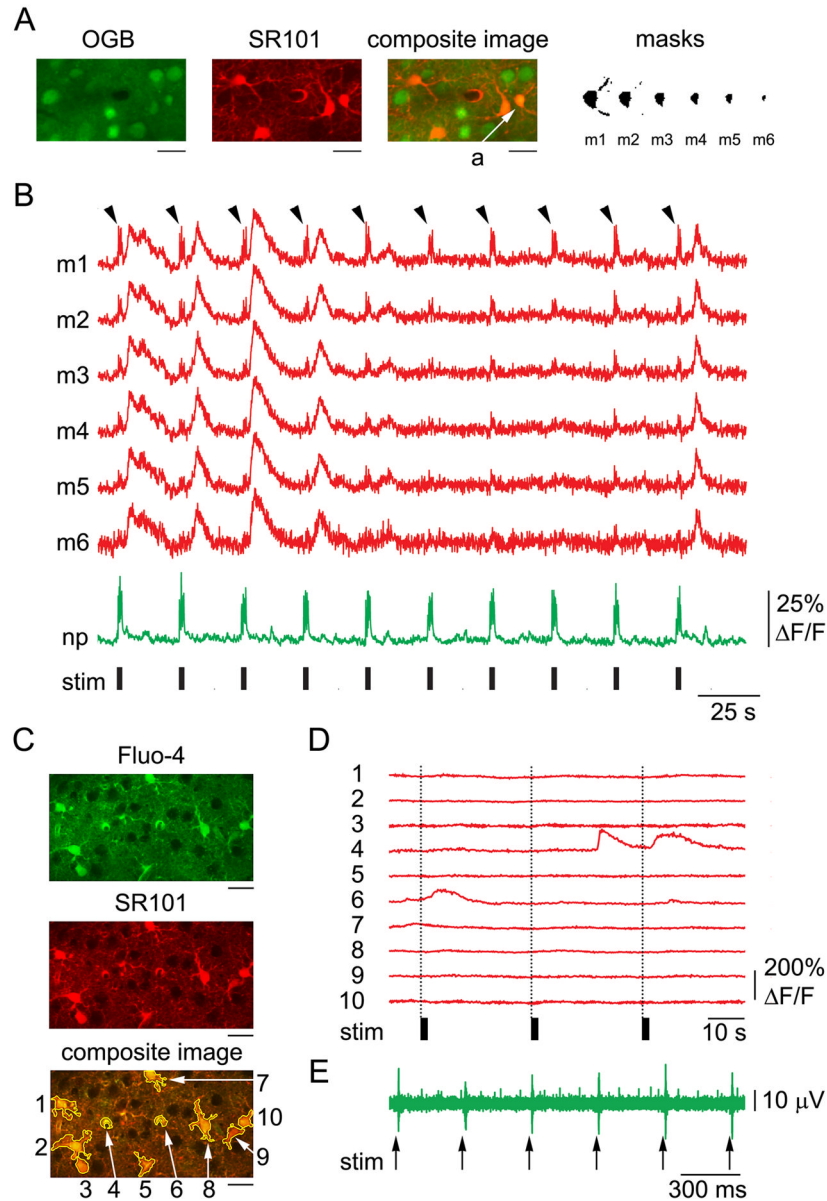 A
OGB SR101 composite image masks
a
m1 m2 m3 m4 m5 m6
B
m1
m2
m3
m4
m5
m6
np
25%
ΔF/F
stim
25 s
C
Fluo-4
SR101
composite image
1
2
3 4 5 6 8
7
10
9
D
1
2
3
4
5
6
7
8
9
10
200%
ΔF/F
stim
10 s
E
10 μV
stim
300 ms